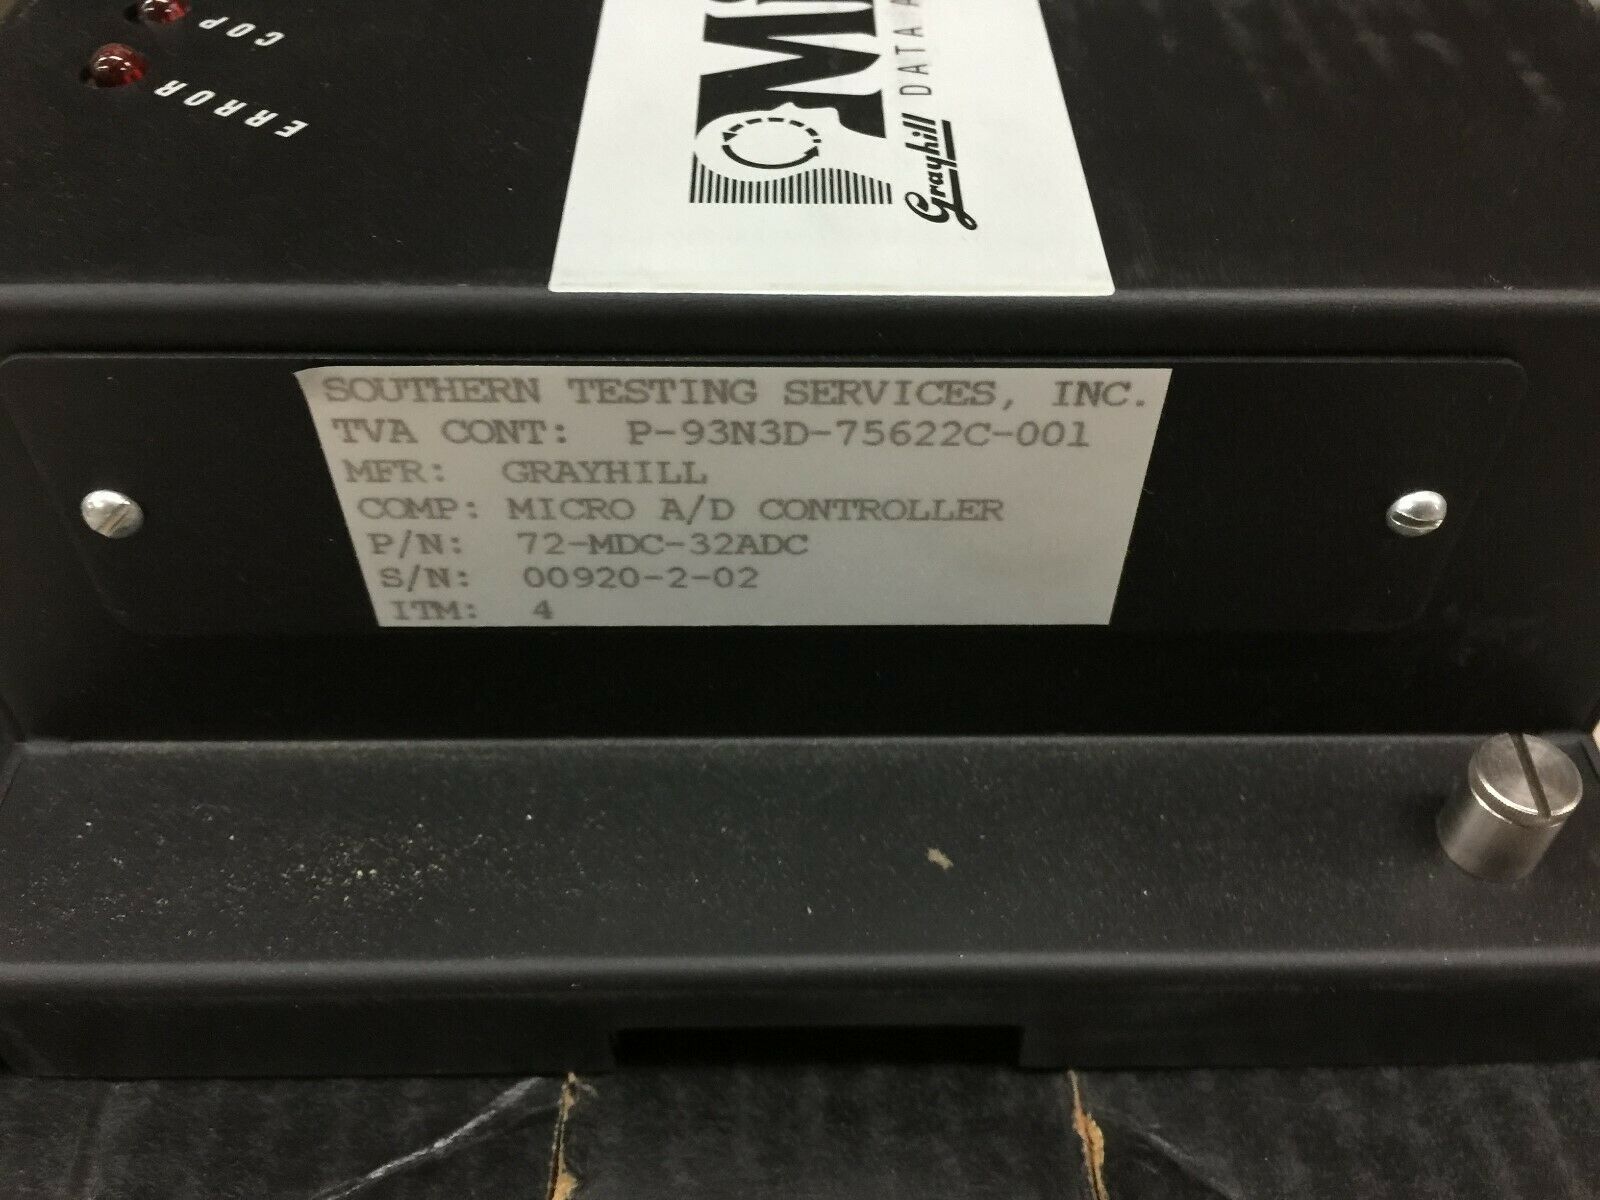 COP
ERROR
Grayhill DATA
SOUTHERN TESTING SERVICES, INC.
TVA CONT: P-93N3D-75622C-001
MFR: GRAYHILL
COMP: MICRO A/D CONTROLLER
P/N: 72-MDC-32ADC
S/N: 00920-2-02
ITM: 4